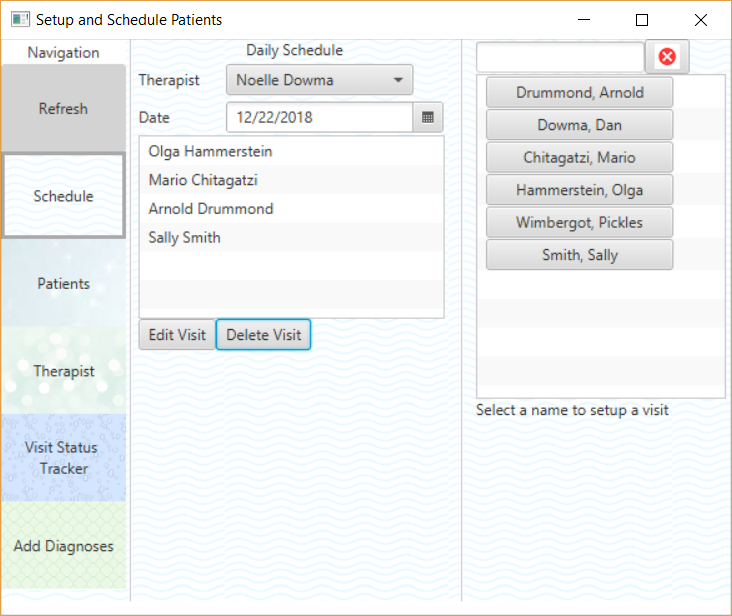 Setup and Schedule Patients
Navigation
Refresh
Schedule
Patients
Therapist
Visit Status
Tracker
Add Diagnoses
Daily Schedule
Therapist
Noelle Dowma
Date
12/22/2018
Olga Hammerstein
Mario Chitagatzi
Arnold Drummond
Sally Smith
Edit Visit
Delete Visit
Drummond, Arnold
Dowma, Dan
Chitagatzi, Mario
Hammerstein, Olga
Wimbergot, Pickles
Smith, Sally
Select a name to setup a visit